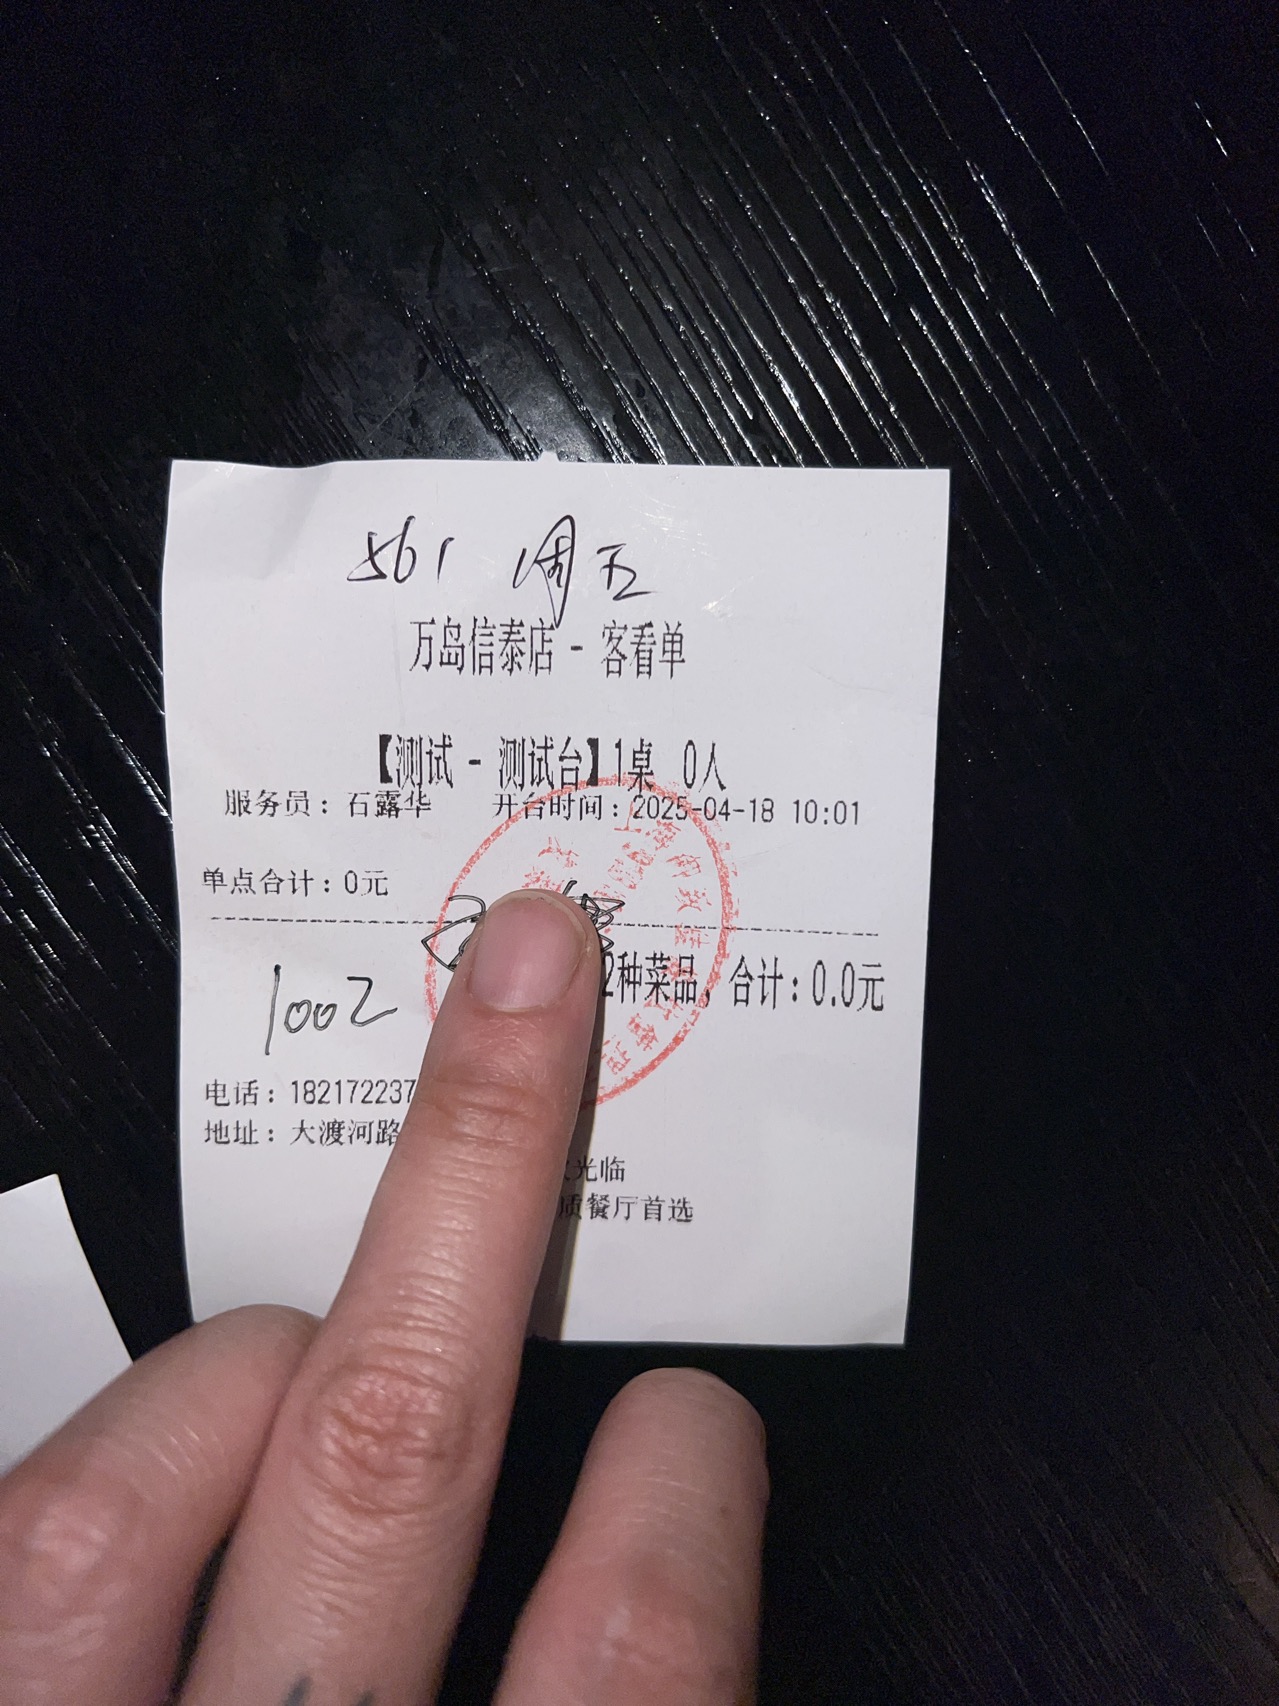 561 周五
万岛信泰店 - 客看单
【测试 - 测试台】1桌 0人
服务员：石露华 开台时间：2025-04-18 10:01
单点合计：0元
2种菜品, 合计：0.0元
1002
电话：182172237
地址：大渡河路
光临
质餐厅首选